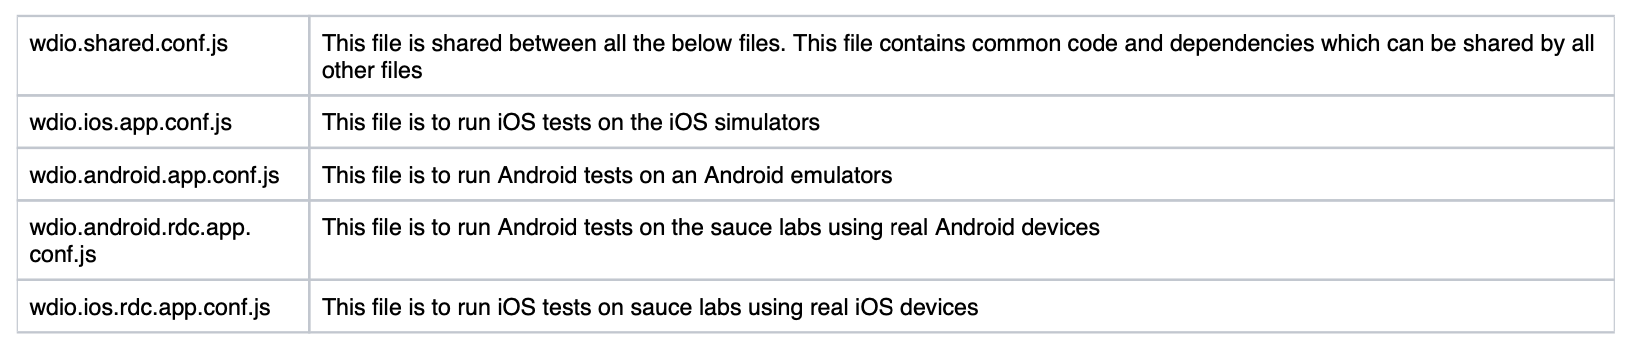 wdio.shared.conf.js
This file is shared between all the below files. This file contains common code and dependencies which can be shared by all
other files
wdio.ios.app.conf.js
This file is to run iOS tests on the iOS simulators
wdio.android.app.conf.js
This file is to run Android tests on an Android emulators
wdio.android.rdc.app.
conf.js
This file is to run Android tests on the sauce labs using real Android devices
wdio.ios.rdc.app.conf.js
This file is to run iOS tests on sauce labs using real iOS devices